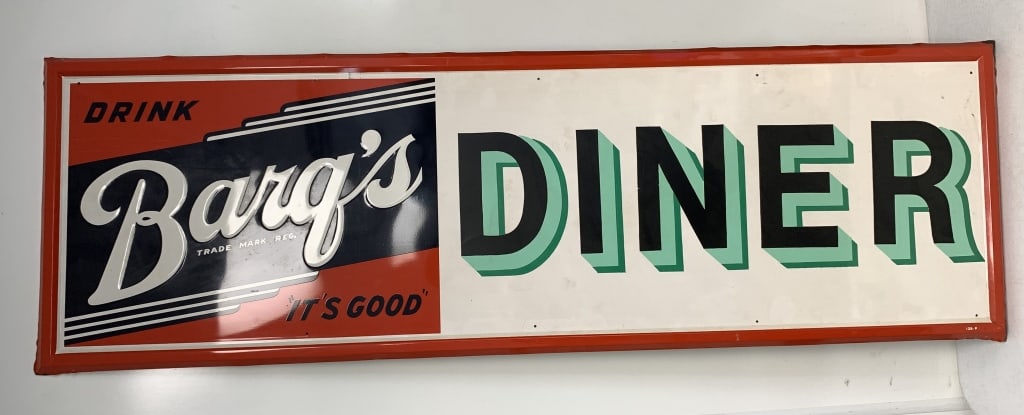 DRINK
Barq's
TRADE MARK REG.
"IT'S GOOD"
DINER